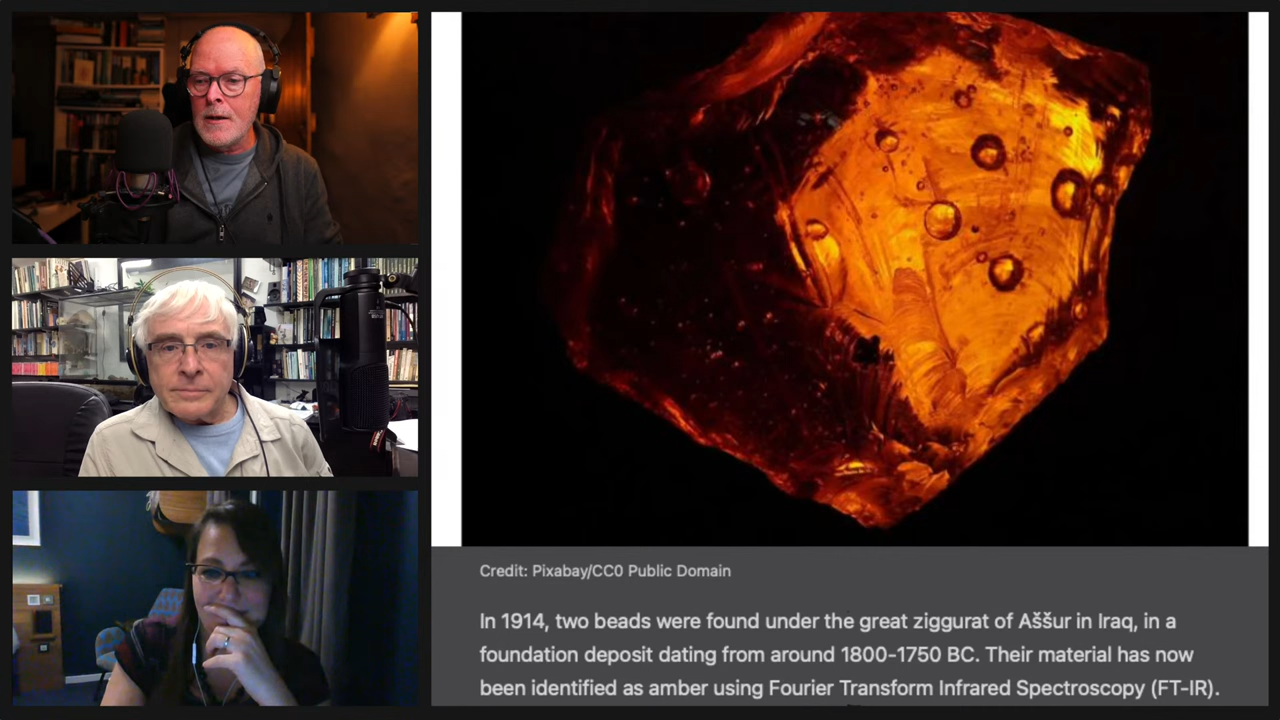 Credit: Pixabay/CC0 Public Domain
In 1914, two beads were found under the great ziggurat of Aššur in Iraq, in a
foundation deposit dating from around 1800-1750 BC. Their material has now
been identified as amber using Fourier Transform Infrared Spectroscopy (FT-IR).